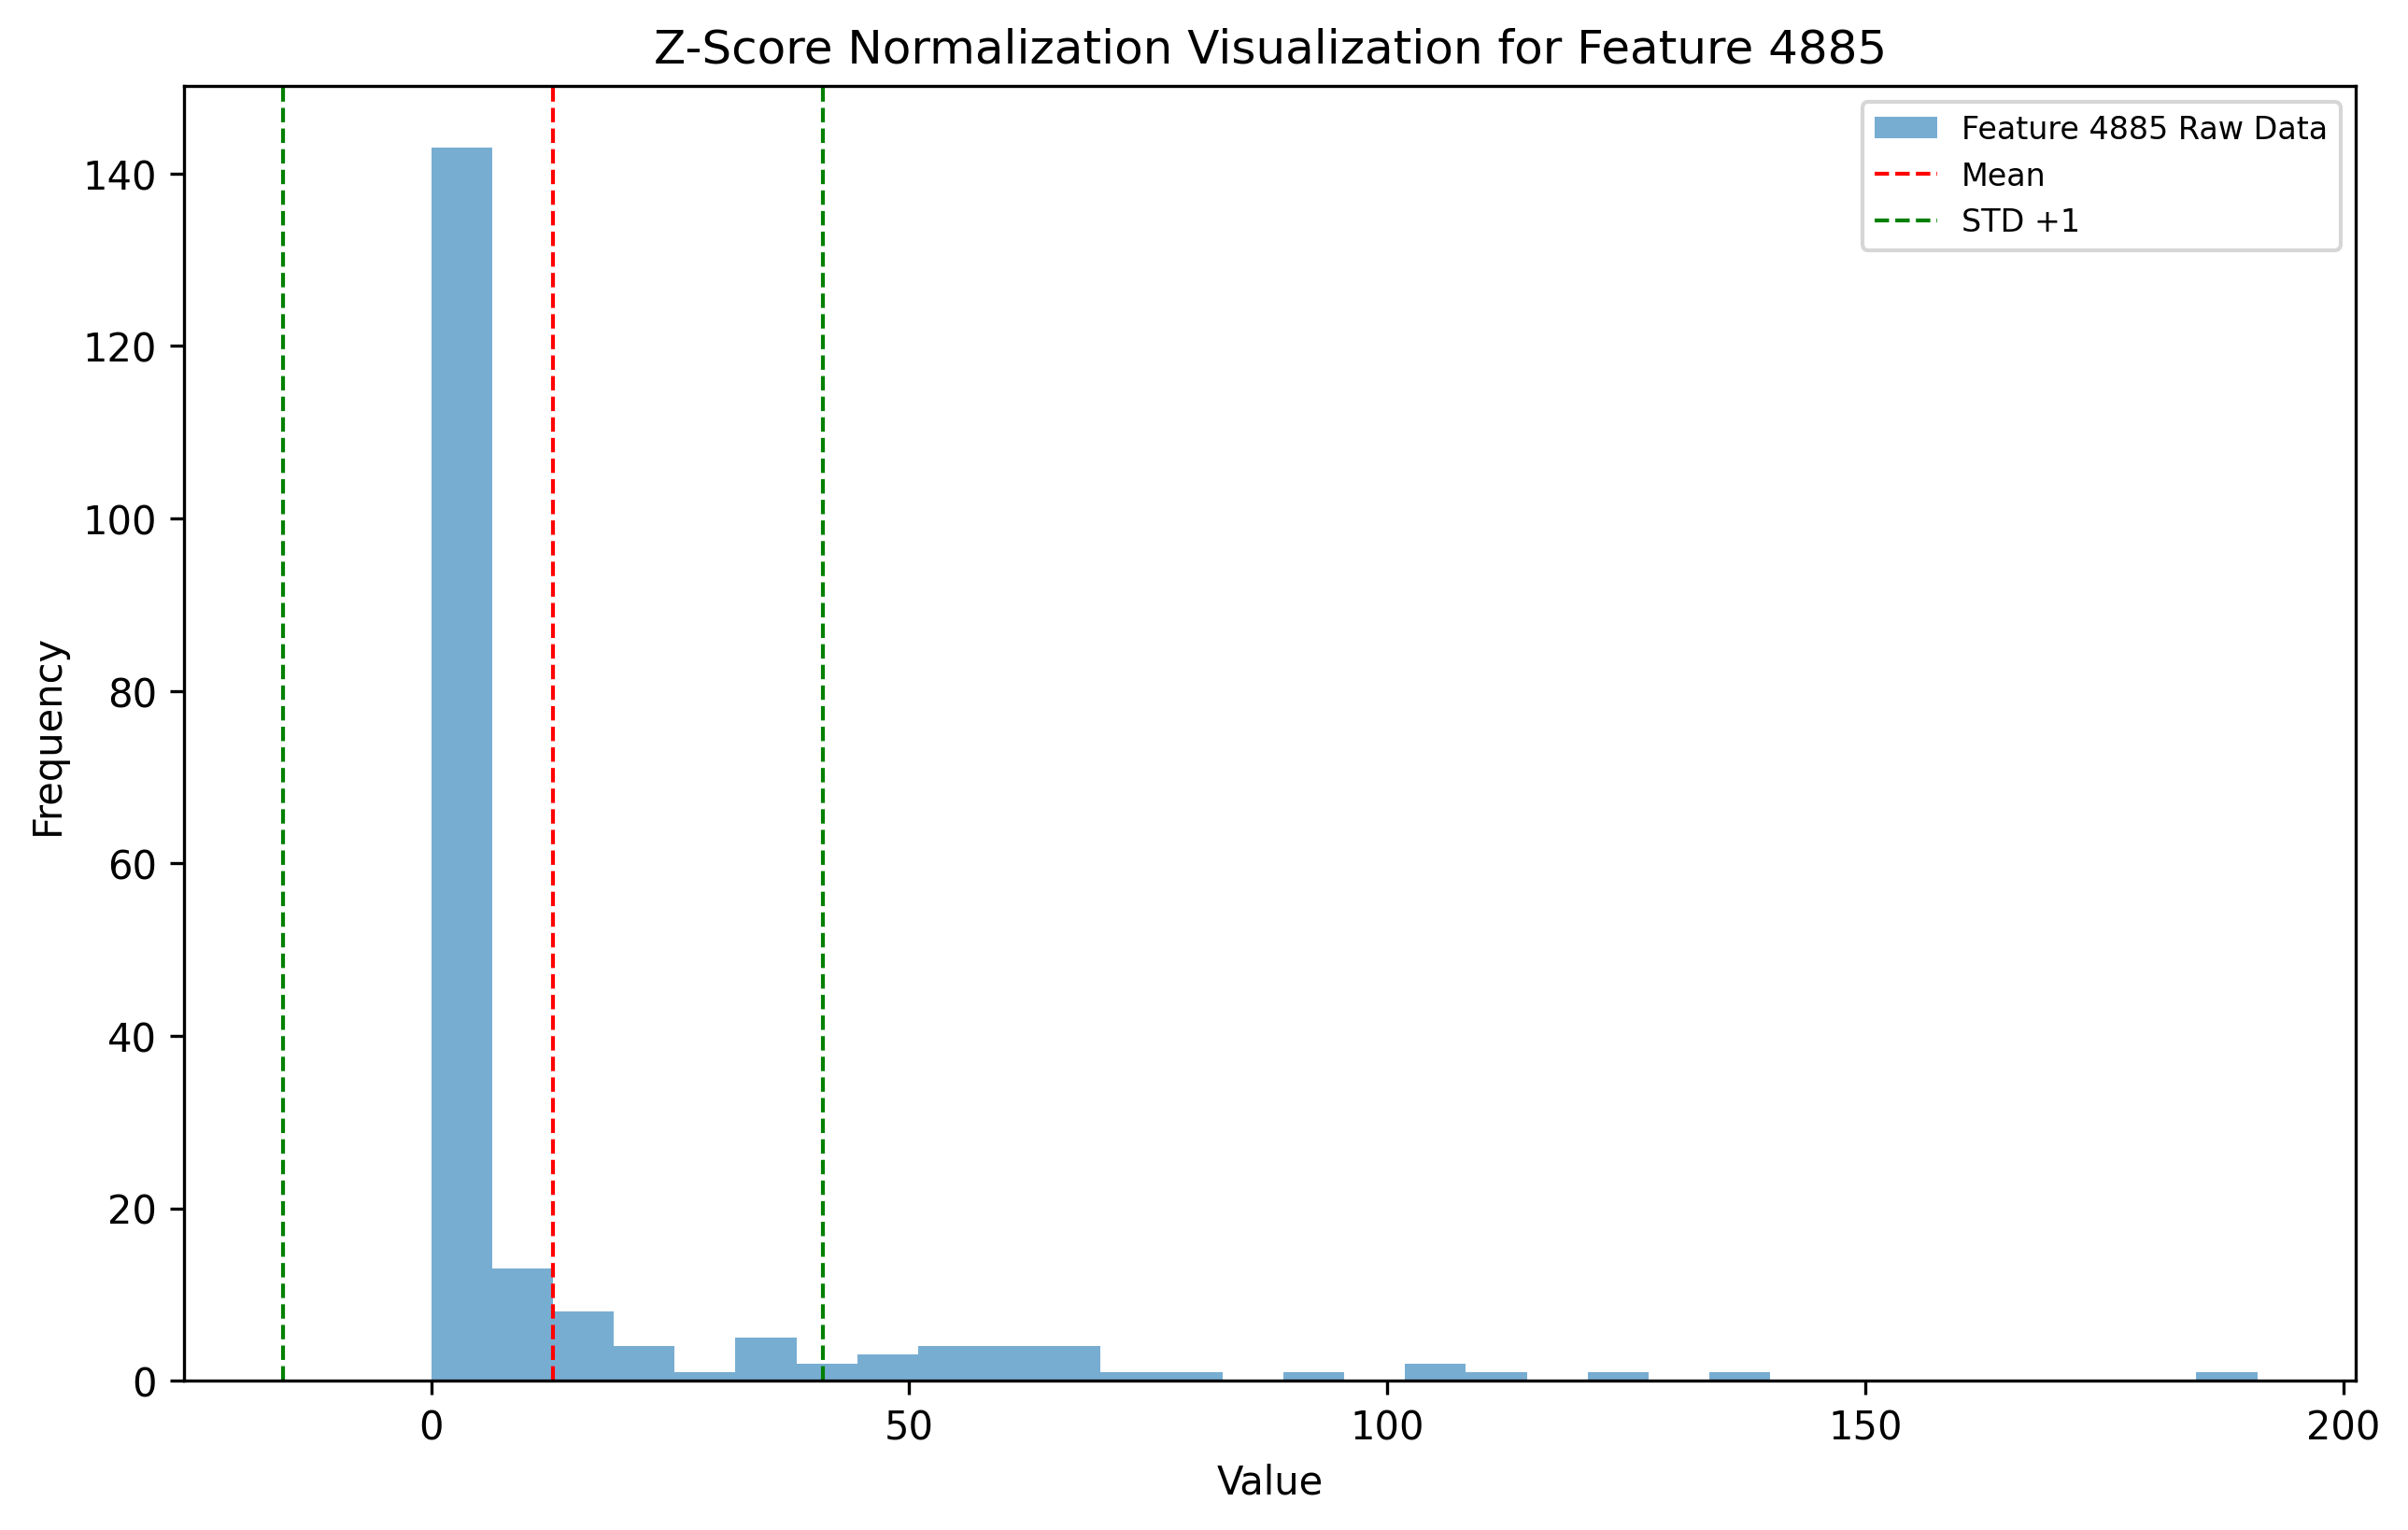 Z-Score Normalization Visualization for Feature 4885
Feature 4885 Raw Data
Mean
STD +1
140
120
100
80
60
40
20
0
Frequency
0 50 100 150 200
Value